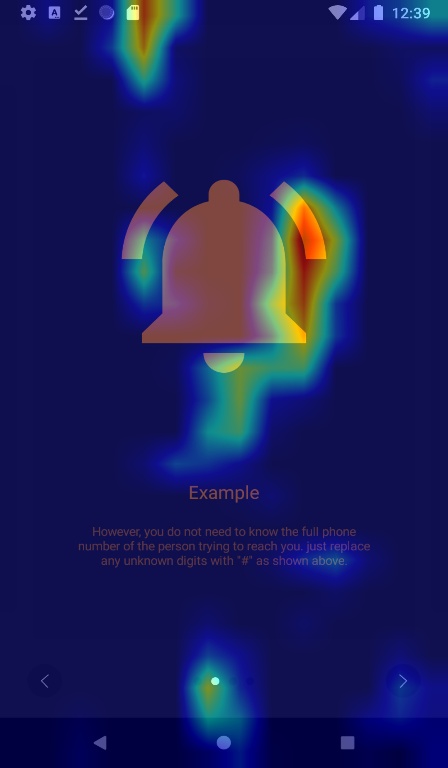 12:39
Example
However, you do not need to know the full phone
number of the person trying to reach you. just replace
any unknown digits with "#" as shown above.